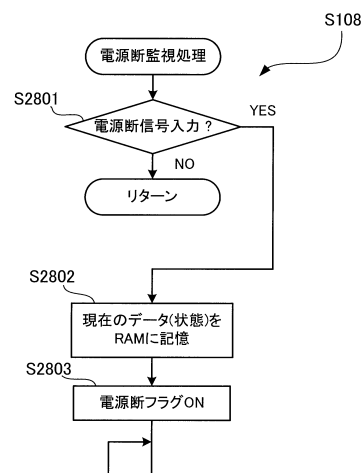 S108
電源断監視処理
S2801
電源断信号入力?
YES
NO
リターン
S2802
現在のデータ(状態)を
RAMに記憶
S2803
電源断フラグON